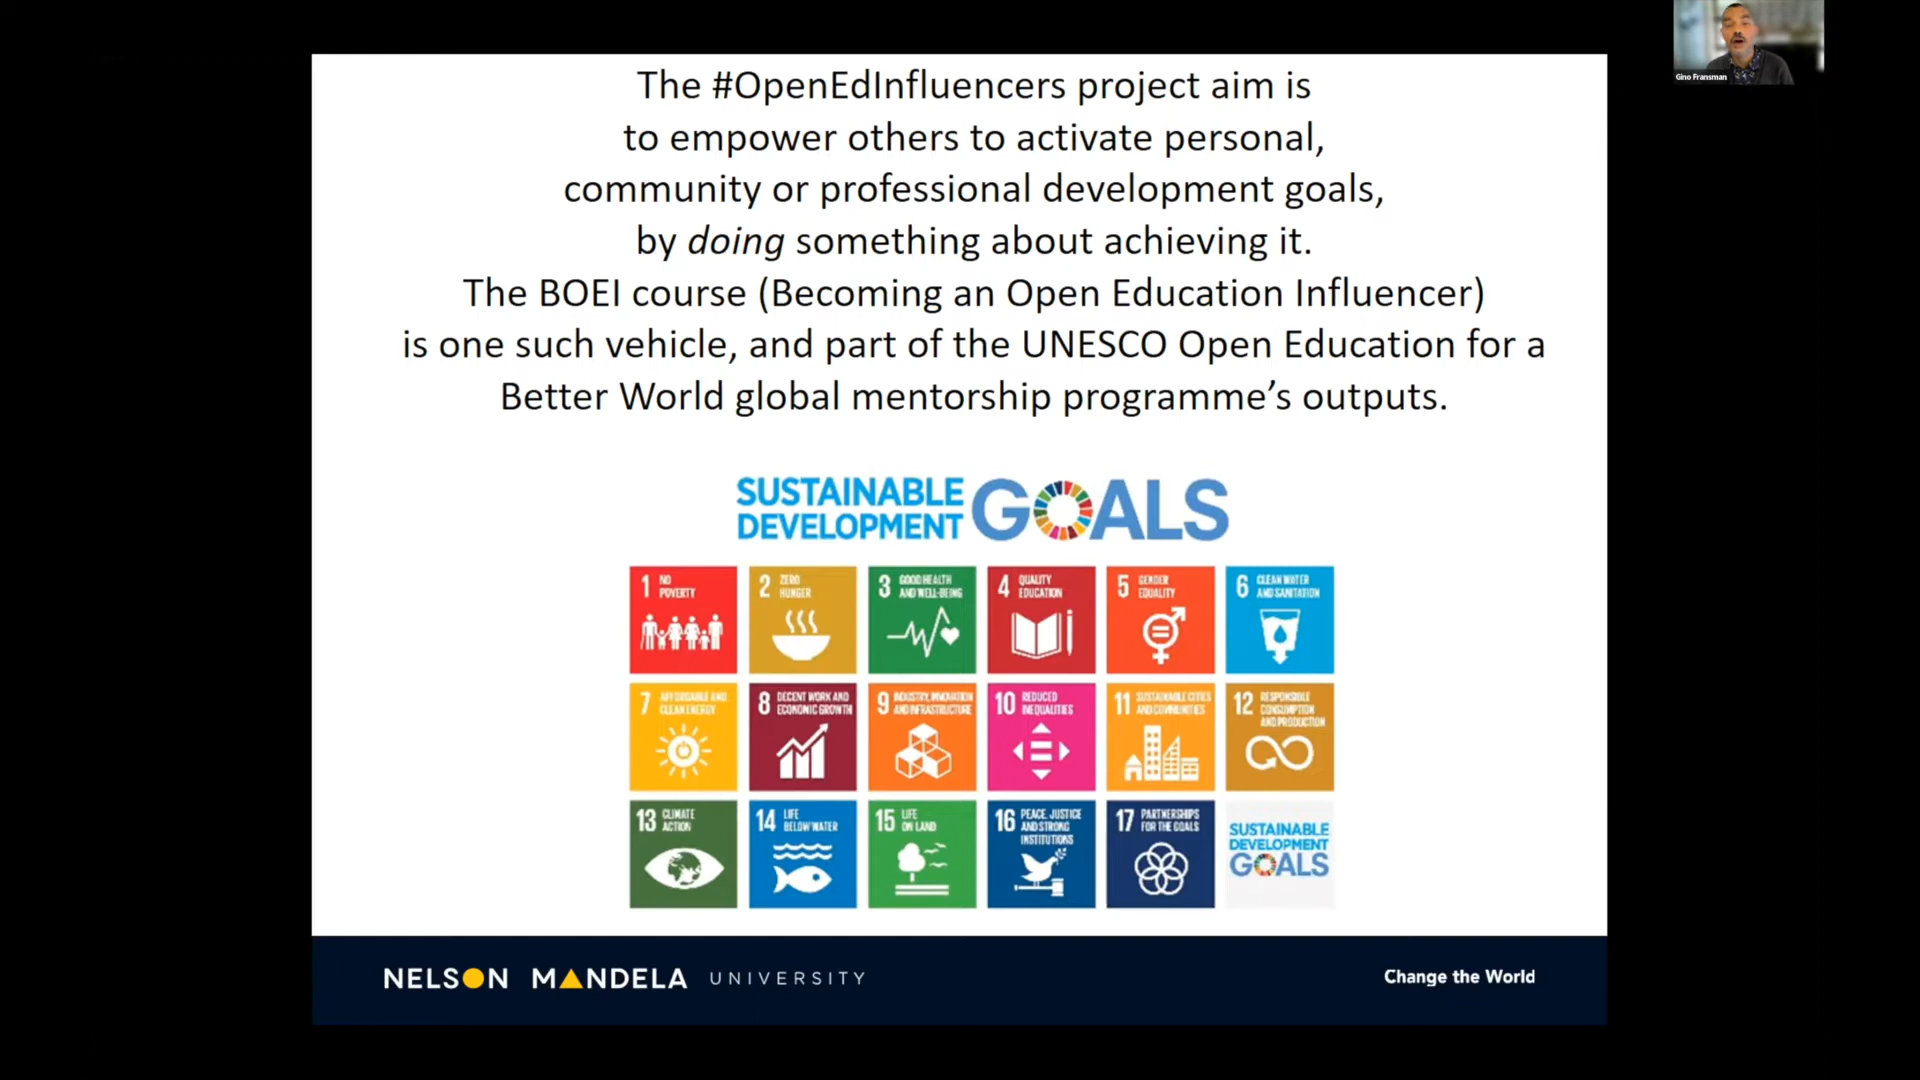 Gino Fransman
The #OpenEdInfluencers project aim is
to empower others to activate personal,
community or professional development goals,
by doing something about achieving it.
The BOEI course (Becoming an Open Education Influencer)
is one such vehicle, and part of the UNESCO Open Education for a
Better World global mentorship programme’s outputs.
SUSTAINABLE
DEVELOPMENT
GOALS
1 NO
POVERTY
2 ZERO
HUNGER
3 GOOD HEALTH
AND WELL-BEING
4 QUALITY
EDUCATION
5 GENDER
EQUALITY
6 CLEAN WATER
AND SANITATION
7 AFFORDABLE AND
CLEAN ENERGY
8 DECENT WORK AND
ECONOMIC GROWTH
9 INDUSTRY, INNOVATION
AND INFRASTRUCTURE
10 REDUCED
INEQUALITIES
11 SUSTAINABLE CITIES
AND COMMUNITIES
12 RESPONSIBLE
CONSUMPTION
AND PRODUCTION
13 CLIMATE
ACTION
14 LIFE
BELOW WATER
15 LIFE
ON LAND
16 PEACE, JUSTICE
AND STRONG
INSTITUTIONS
17 PARTNERSHIPS
FOR THE GOALS
SUSTAINABLE
DEVELOPMENT
GOALS
NELSON MANDELA UNIVERSITY
Change the World